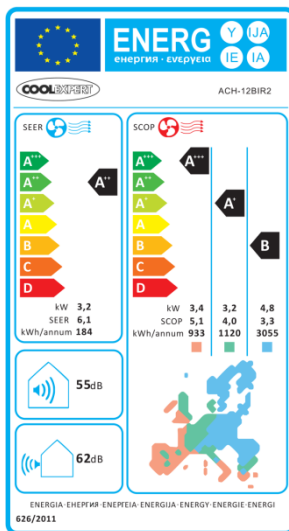 ENERG
енергия · ενεργεια
Y IJA
IE IA
COOLEXPERT
ACH-12BIR2
SEER
SCOP
A+++
A++
A+
A
B
C
D
A++
A+++
A++
A+
A
B
C
D
A+++
A+
B
kW 3,2
SEER 6,1
kWh/annum 184
kW 3,4 3,2 4,8
SCOP 5,1 4,0 3,3
kWh/annum 933 1120 3055
55dB
62dB
ENERGIA·ЕНЕРГИЯ·ΕΝΕΡΓΕΙΑ·ENERGIJA·ENERGY·ENERGIE·ENERGI
626/2011